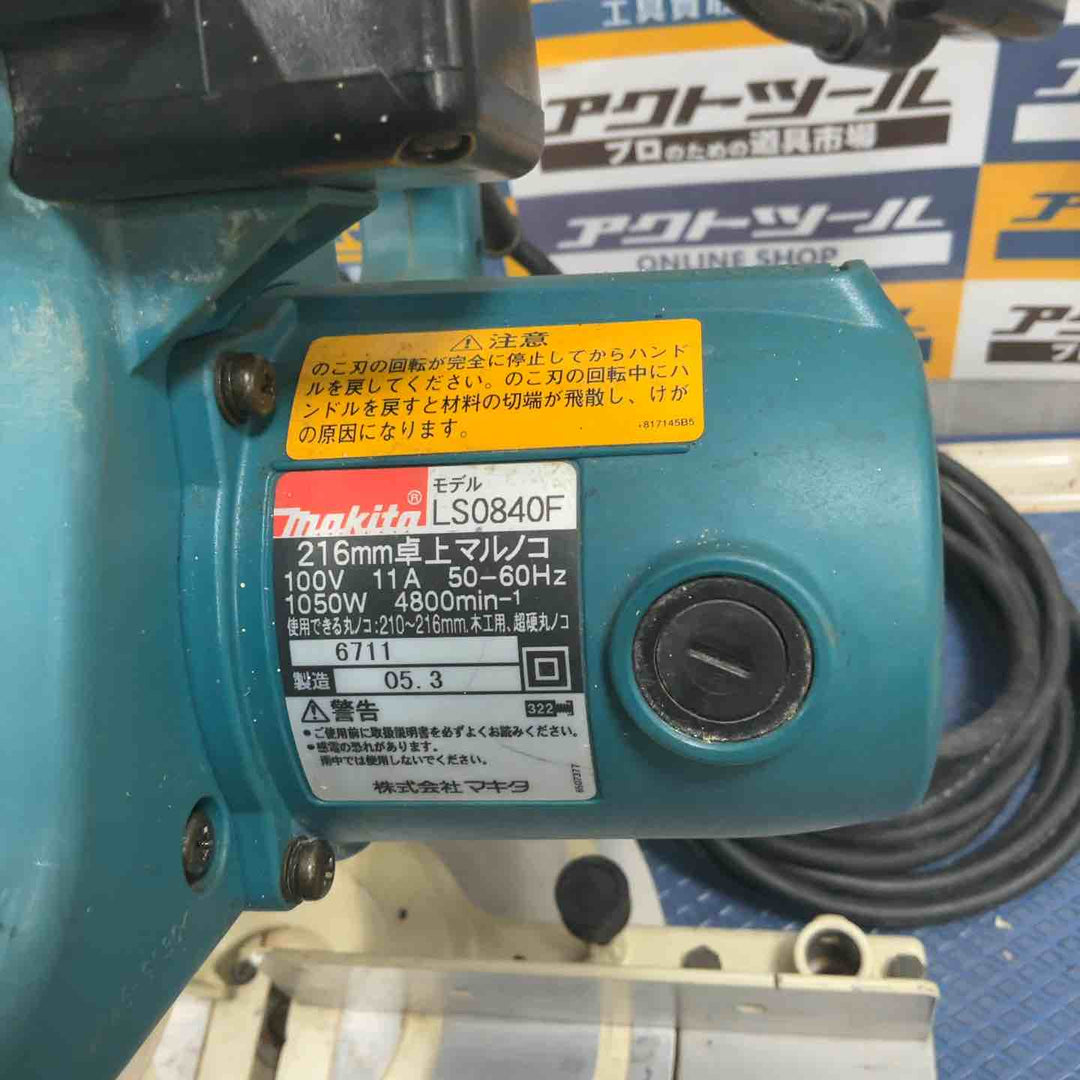 工具買取
アクトツール
プロのための道具市場
アクトツール
ONLINE SHOP
⚠注意
のこ刃の回転が完全に停止してからハンド
ルを戻してください。のこ刃の回転中にハ
ンドルを戻すと材料の切端が飛散し、けが
の原因になります。
817145B5
makita®
モデル
LS0840F
216mm卓上マルノコ
100V 11A 50-60Hz
1050W 4800min-1
使用できる丸ノコ:210~216mm.木工用、超硬丸ノコ
6711
製造 05.3
⚠警告
322
●ご使用前に取扱説明書を必ずよくお読みください。
●感電の恐れがあります。
雨中では使用しないでください。
株式会社 マキタ